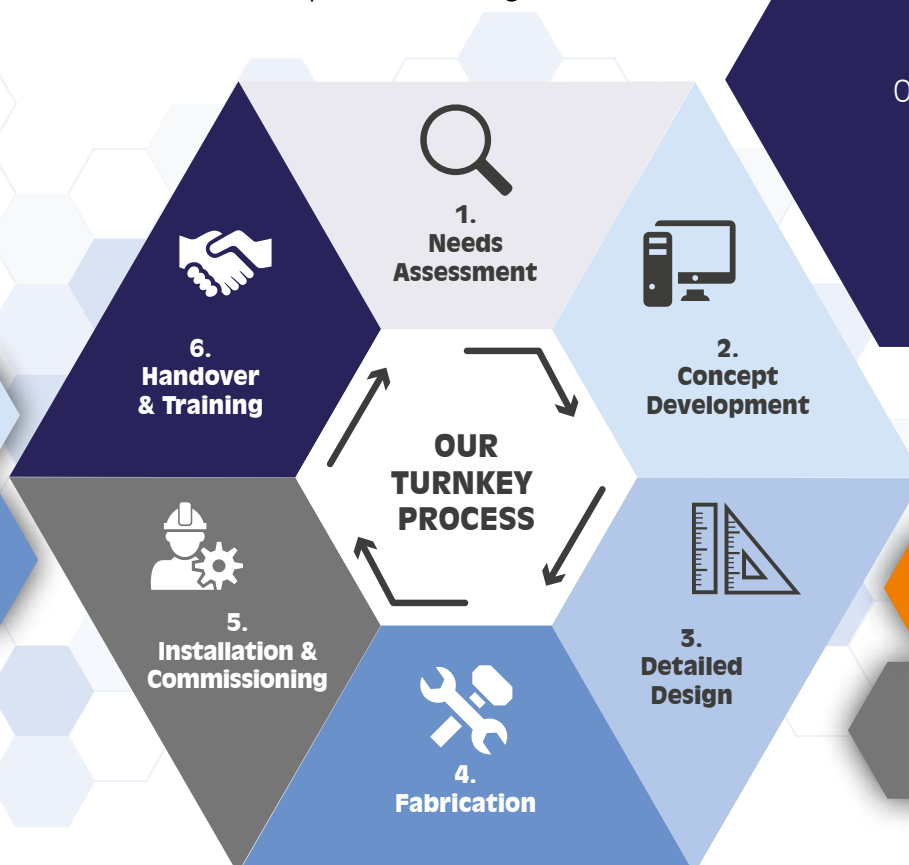 1.
Needs
Assessment
2.
Concept
Development
3.
Detailed
Design
4.
Fabrication
5.
Installation &
Commissioning
6.
Handover
& Training
OUR
TURNKEY
PROCESS